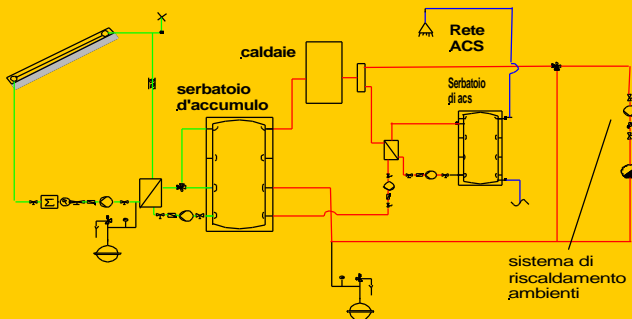 Rete
ACS
caldaie
serbatoio
d'accumulo
Serbatoio
di acs
Σ
sistema di
riscaldamento
ambienti